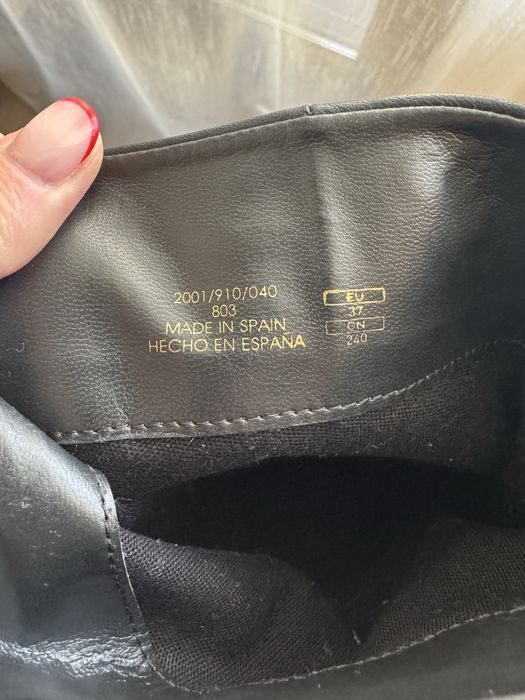 2001/910/040
803
MADE IN SPAIN
HECHO EN ESPAÑA
EU
37
CN
240